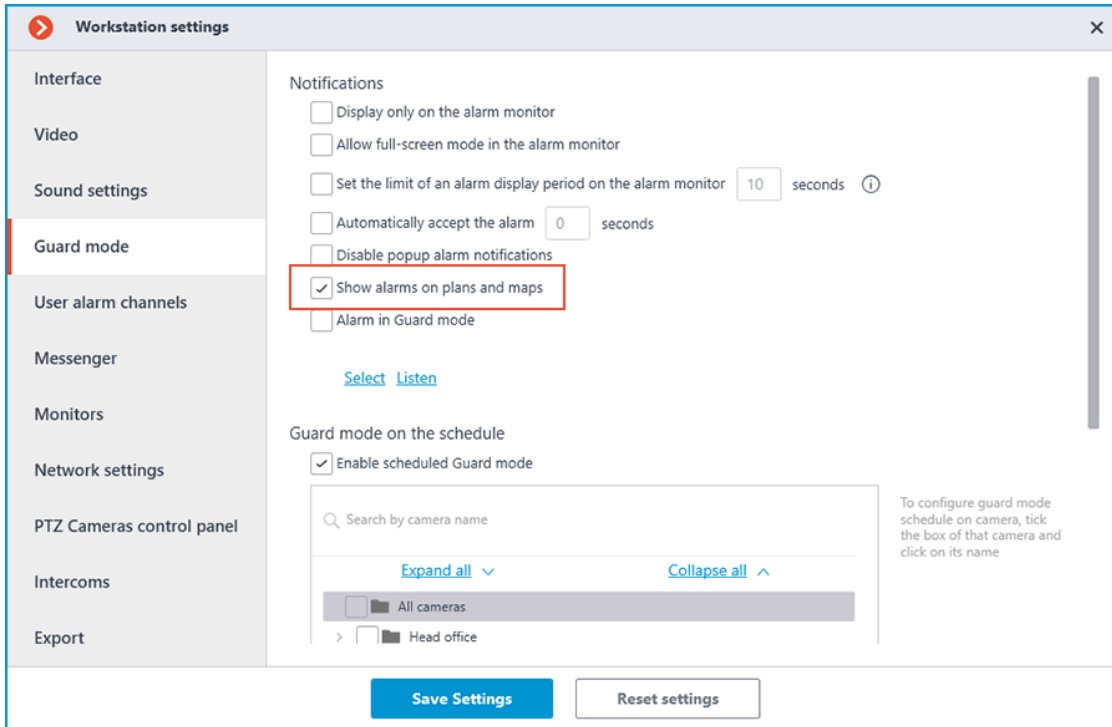 Workstation settings
Interface
Video
Sound settings
Guard mode
User alarm channels
Messenger
Monitors
Network settings
PTZ Cameras control panel
Intercoms
Export
Notifications
Display only on the alarm monitor
Allow full-screen mode in the alarm monitor
Set the limit of an alarm display period on the alarm monitor 10 seconds
Automatically accept the alarm 0 seconds
Disable popup alarm notifications
Show alarms on plans and maps
Alarm in Guard mode
Select Listen
Guard mode on the schedule
Enable scheduled Guard mode
Search by camera name
Expand all Collapse all
All cameras
Head office
To configure guard mode
schedule on camera, tick
the box of that camera and
click on its name
Save Settings Reset settings